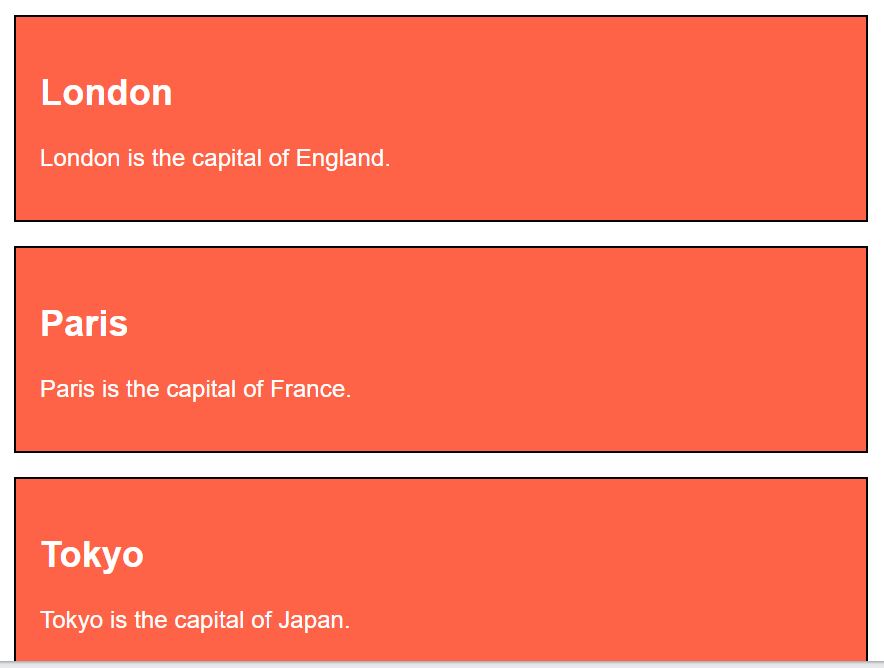 London
London is the capital of England.
Paris
Paris is the capital of France.
Tokyo
Tokyo is the capital of Japan.